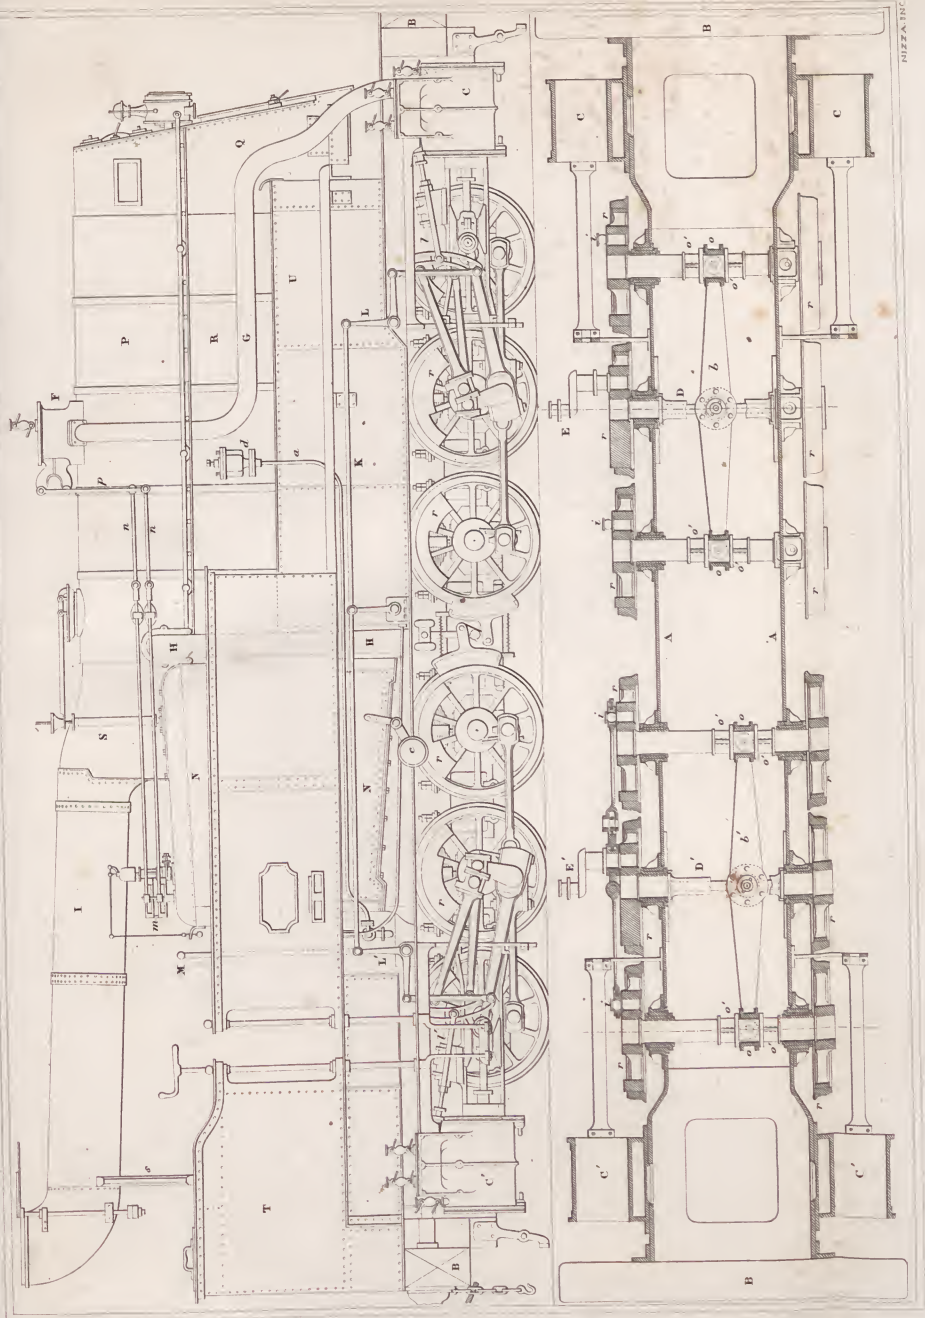 I
F
S
p
P
n
n
s
m
M
H
N
R
Q
G
d
T
a
U
K
N
H
L
L'
c
B
l
r
r
r
r
r
l'
B
C'
C
E'
E
C'
C
r
i
r
i
r
r
r
i
r
i
r
r
A
o'
o
o
D'
o'
o
o'
o
D
o'
o
b'
b
o'
o'
o'
o'
A
B
B
r
r
r
r
r
r
C'
C
NIZZA.INC.